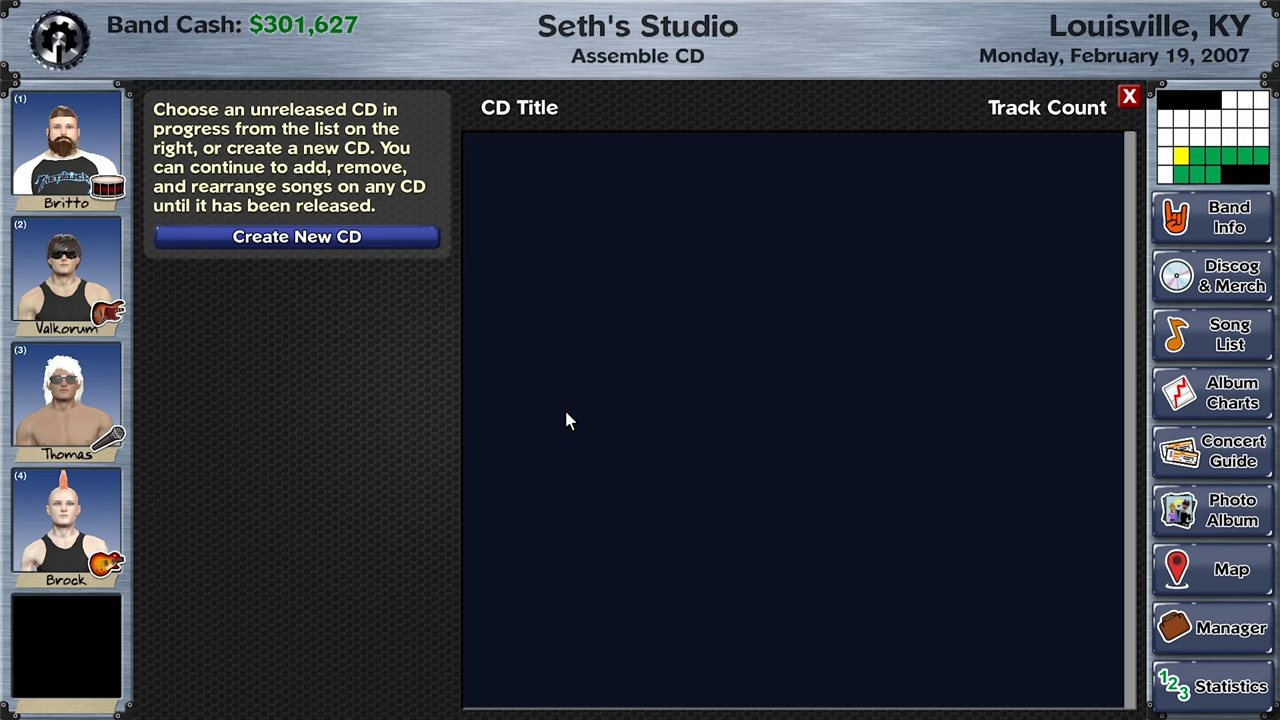 Band Cash: $301,627
Seth's Studio
Assemble CD
Louisville, KY
Monday, February 19, 2007
(1)
METALLICA
Britto
(2)
Valkorum
(3)
Thomas
(4)
Brock
Choose an unreleased CD in
progress from the list on the
right, or create a new CD. You
can continue to add, remove,
and rearrange songs on any CD
until it has been released.
Create New CD
CD Title
Track Count
X
Band
Info
Discog
& Merch
Song
List
Album
Charts
Concert
Guide
Photo
Album
Map
Manager
123
Statistics